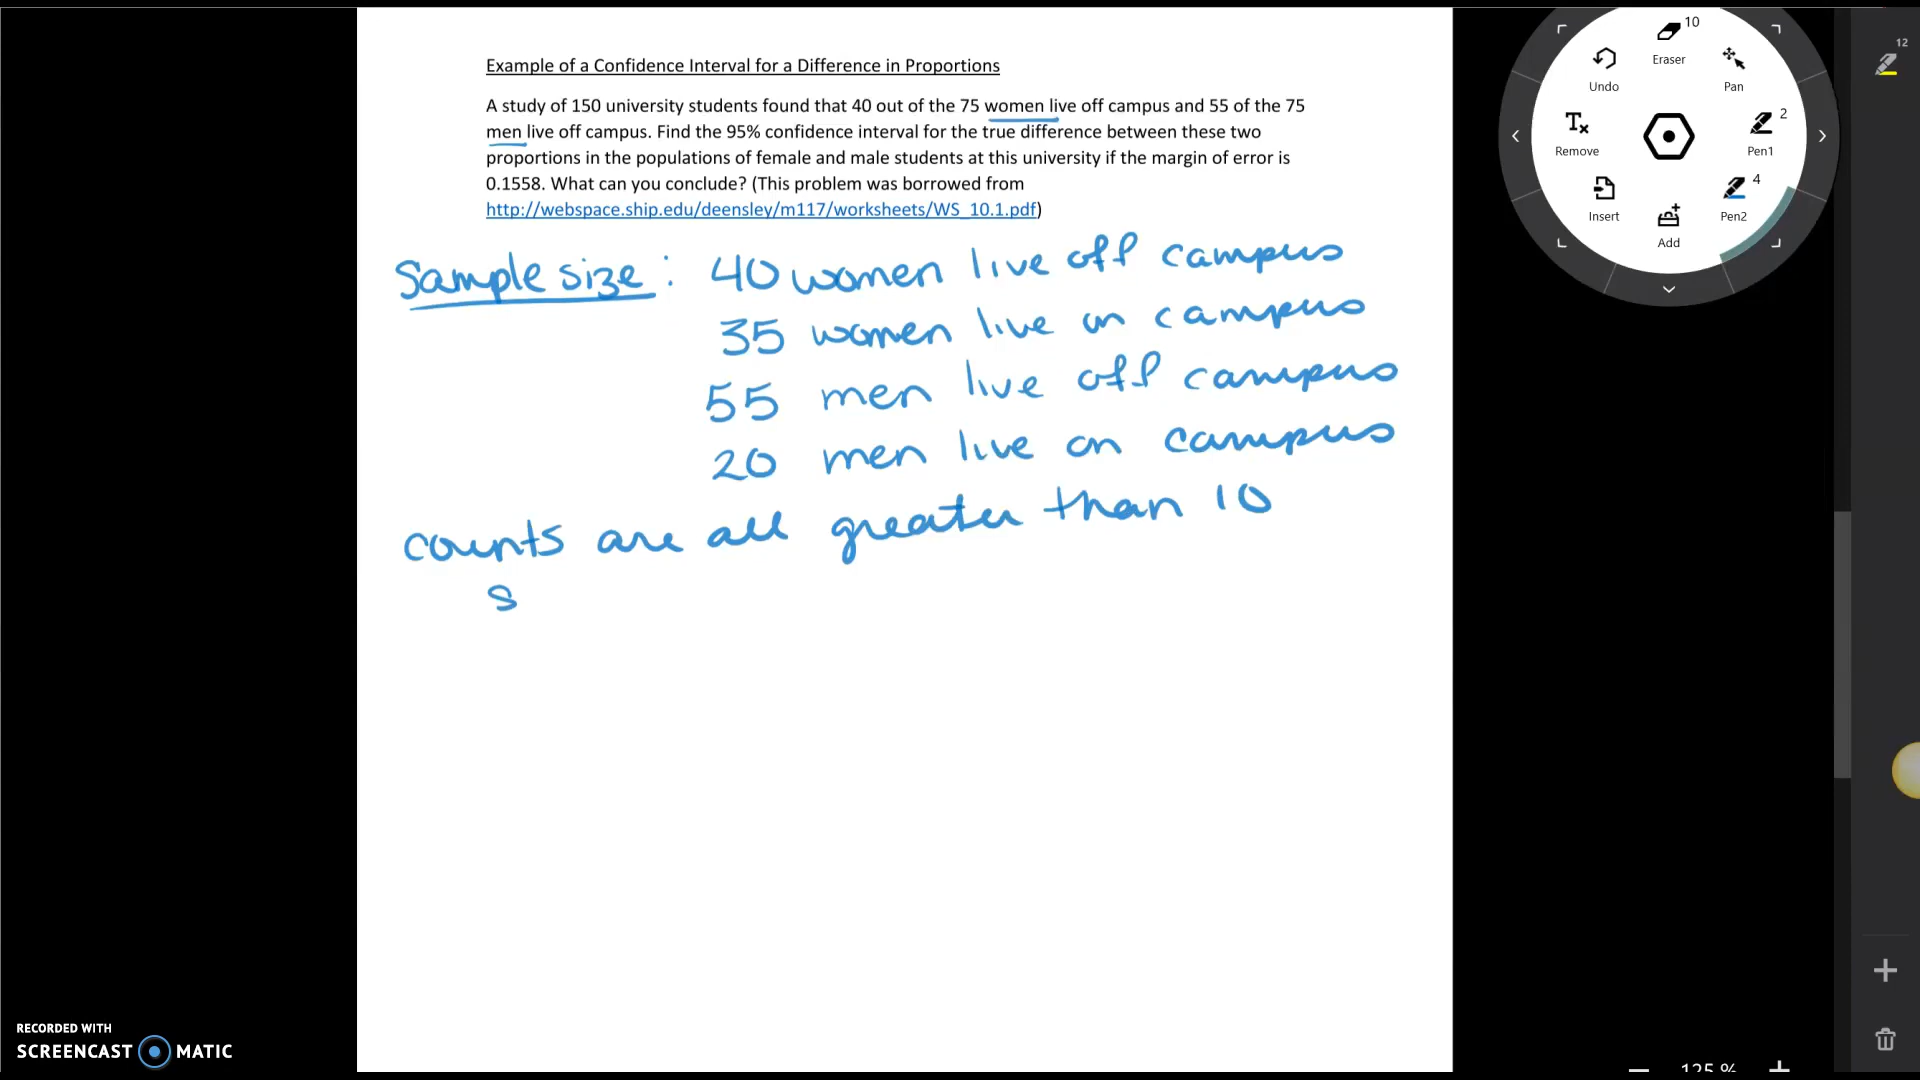 Example of a Confidence Interval for a Difference in Proportions
A study of 150 university students found that 40 out of the 75 women live off campus and 55 of the 75
men live off campus. Find the 95% confidence interval for the true difference between these two
proportions in the populations of female and male students at this university if the margin of error is
0.1558. What can you conclude? (This problem was borrowed from
http://webspace.ship.edu/deensley/m117/worksheets/WS_10.1.pdf)
Sample size: 40 women live off campus
35 women live on campus
55 men live off campus
20 men live on campus
counts are all greater than 10
s
10
Eraser
Undo
Pan
Remove
2
Pen1
Insert
4
Pen2
Add
12
RECORDED WITH
SCREENCAST MATIC
125 %